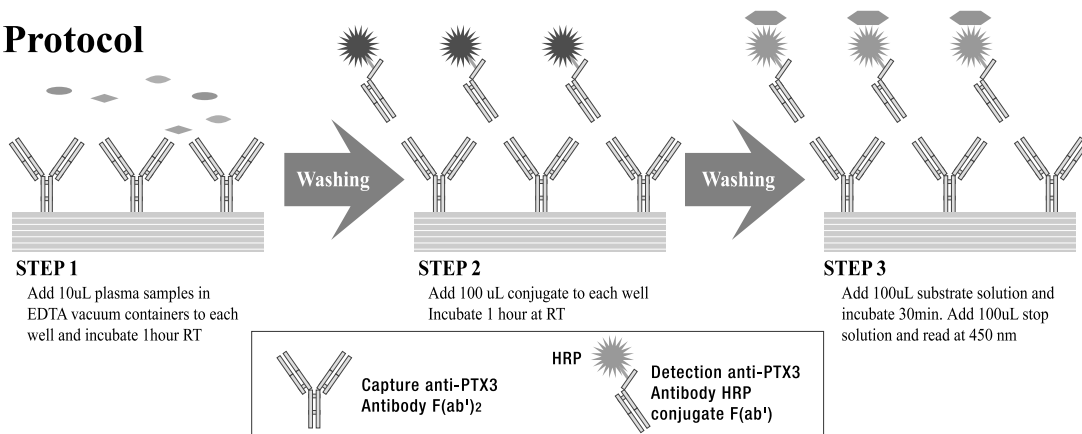 Protocol
Washing
Washing
STEP 1
Add 10uL plasma samples in
EDTA vacuum containers to each
well and incubate 1hour RT
STEP 2
Add 100 uL conjugate to each well
Incubate 1 hour at RT
STEP 3
Add 100uL substrate solution and
incubate 30min. Add 100uL stop
solution and read at 450 nm
Capture anti-PTX3
Antibody F(ab')2
HRP
Detection anti-PTX3
Antibody HRP
conjugate F(ab')